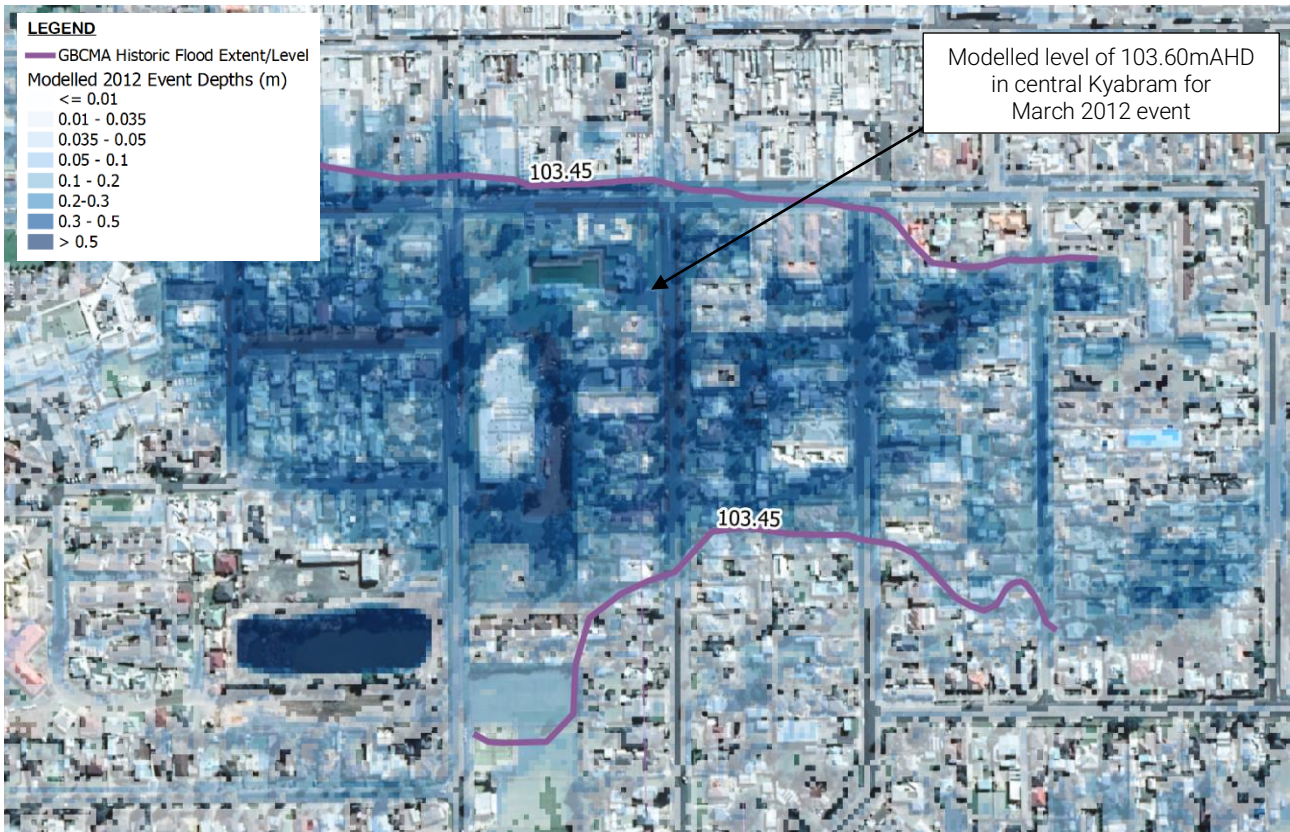 LEGEND
GBCMA Historic Flood Extent/Level
Modelled 2012 Event Depths (m)
<= 0.01
0.01 - 0.035
0.035 - 0.05
0.05 - 0.1
0.1 - 0.2
0.2-0.3
0.3 - 0.5
> 0.5
Modelled level of 103.60mAHD
in central Kyabram for
March 2012 event
103.45
103.45